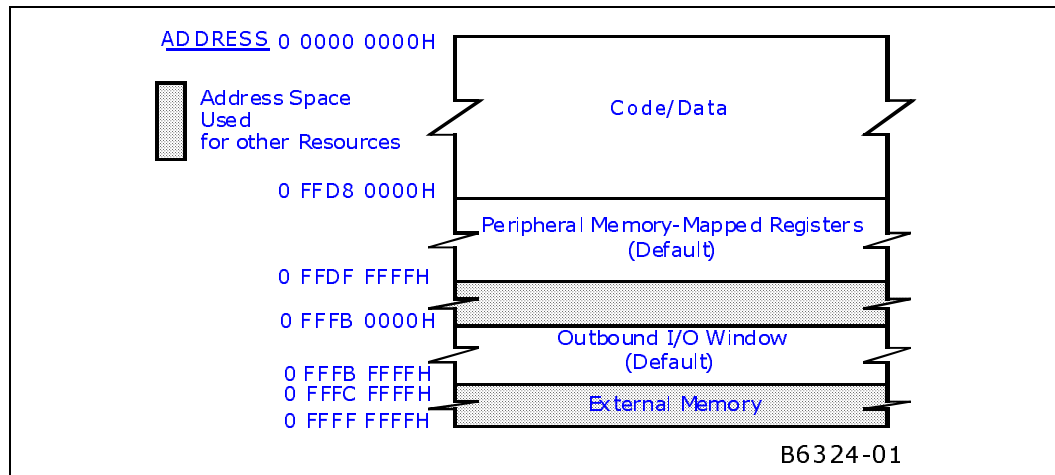 ADDRESS 0 0000 0000H
Address Space
Used
for other Resources
Code/Data
0 FFD8 0000H
Peripheral Memory-Mapped Registers
(Default)
0 FFDF FFFFH
0 FFFB 0000H
Outbound I/O Window
(Default)
0 FFFB FFFFH
0 FFFC FFFFH
External Memory
0 FFFF FFFFH
B6324-01